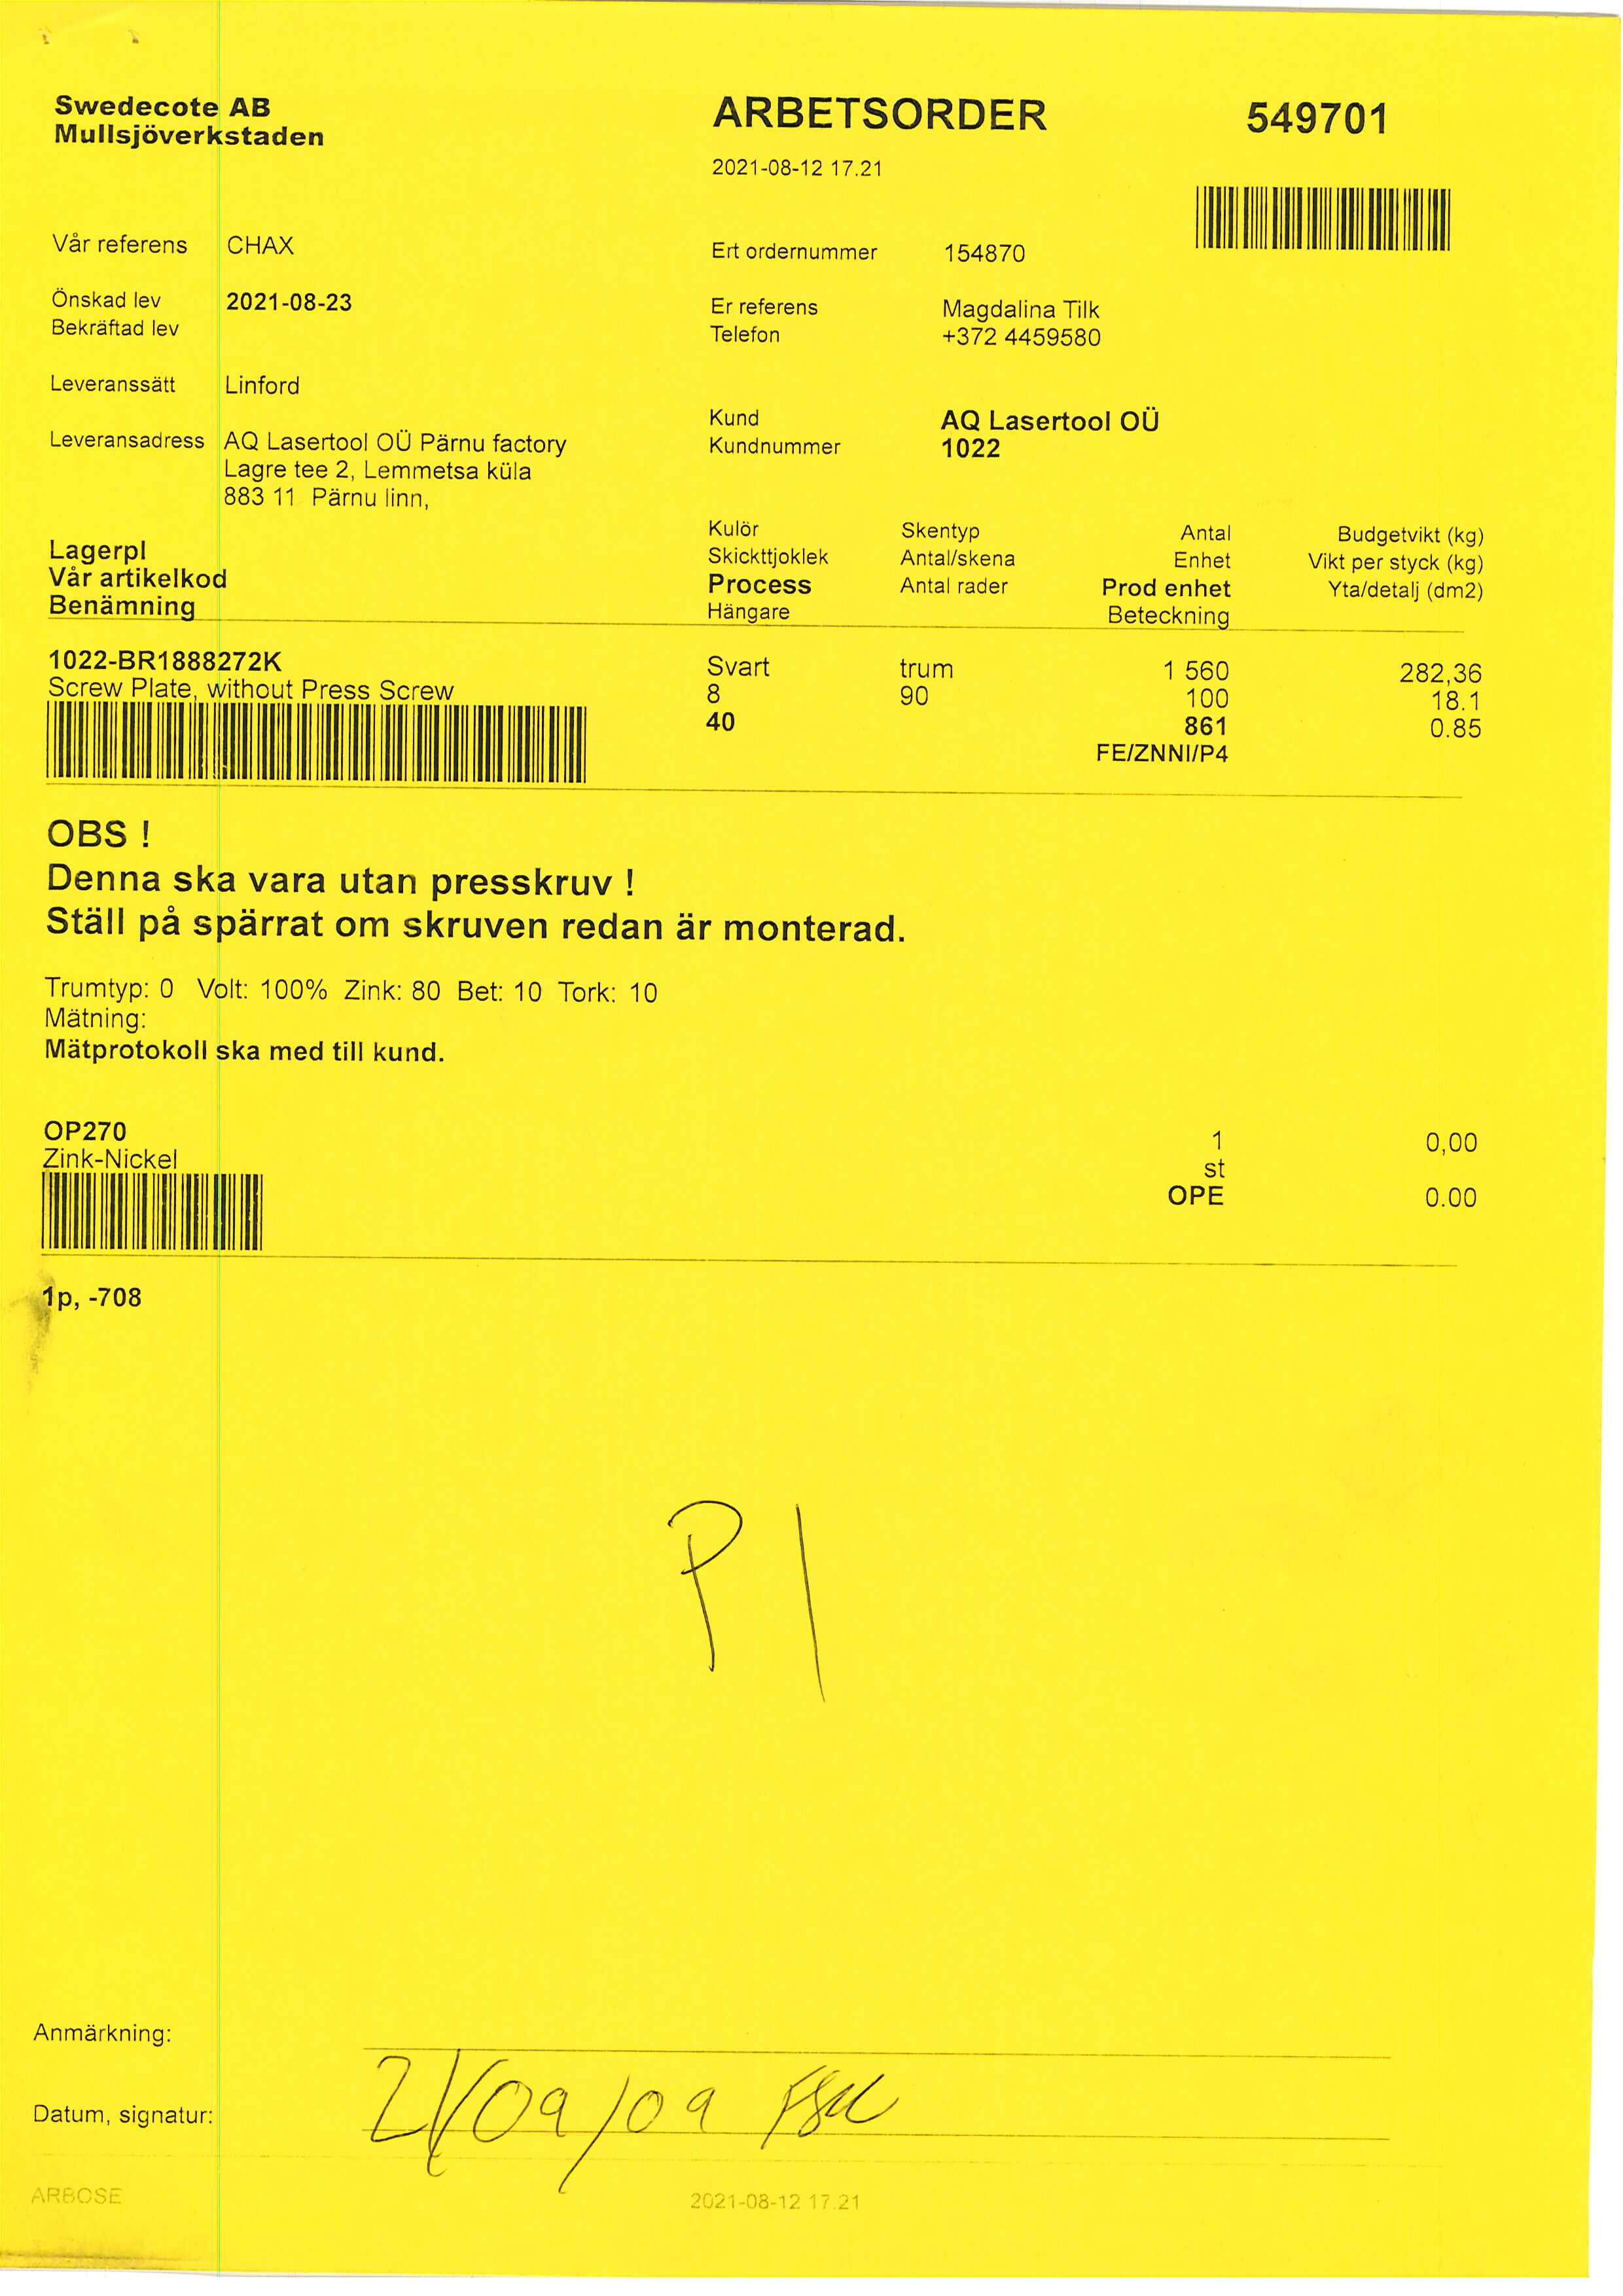 Swedecote AB
Mullsjöverkstaden
ARBETSORDER 549701
2021-08-12 17.21
Vår referens CHAX
Ert ordernummer 154870
Önskad lev 2021-08-23
Bekräftad lev
Er referens Magdalina Tilk
Telefon +372 4459580
Leveranssätt Linford
Kund AQ Lasertool OÜ
Kundnummer 1022
Leveransadress AQ Lasertool OÜ Pärnu factory
Lagre tee 2, Lemmetsa küla
883 11 Pärnu linn,
Lagerpl
Vår artikelkod
Benämning
Kulör Skentyp Antal Budgetvikt (kg)
Skickttjoklek Antal/skena Enhet Vikt per styck (kg)
Process Antal rader Prod enhet Yta/detalj (dm2)
Hängare Beteckning
1022-BR1888272K Svart trum 1 560 282,36
Screw Plate, without Press Screw 8 90 100 18.1
40 861 0.85
FE/ZNNI/P4
OBS !
Denna ska vara utan presskruv !
Ställ på spärrat om skruven redan är monterad.
Trumtyp: 0 Volt: 100% Zink: 80 Bet: 10 Tork: 10
Mätning:
Mätprotokoll ska med till kund.
OP270 1 0,00
Zink-Nickel st
OPE 0.00
1p, -708
P1
Anmärkning:
Datum, signatur: 21/09/09
ARBOSE 2021-08-12 17.21